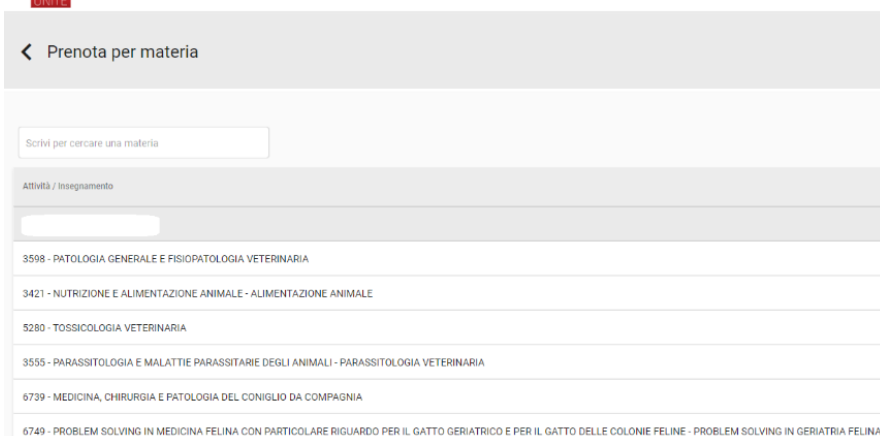 UNITE
Prenota per materia
Scrivi per cercare una materia
Attività / Insegnamento
3598 - PATOLOGIA GENERALE E FISIOPATOLOGIA VETERINARIA
3421 - NUTRIZIONE E ALIMENTAZIONE ANIMALE - ALIMENTAZIONE ANIMALE
5280 - TOSSICOLOGIA VETERINARIA
3555 - PARASSITOLOGIA E MALATTIE PARASSITARIE DEGLI ANIMALI - PARASSITOLOGIA VETERINARIA
6739 - MEDICINA, CHIRURGIA E PATOLOGIA DEL CONIGLIO DA COMPAGNIA
6749 - PROBLEM SOLVING IN MEDICINA FELINA CON PARTICOLARE RIGUARDO PER IL GATTO GERIATRICO E PER IL GATTO DELLE COLONIE FELINE - PROBLEM SOLVING IN GERIATRIA FELINA